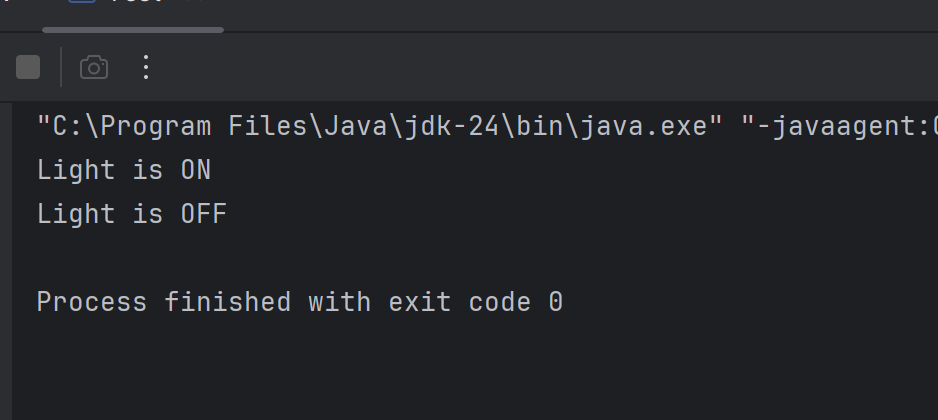 "C:\Program Files\Java\jdk-24\bin\java.exe" "-javaagent:
Light is ON
Light is OFF
Process finished with exit code 0